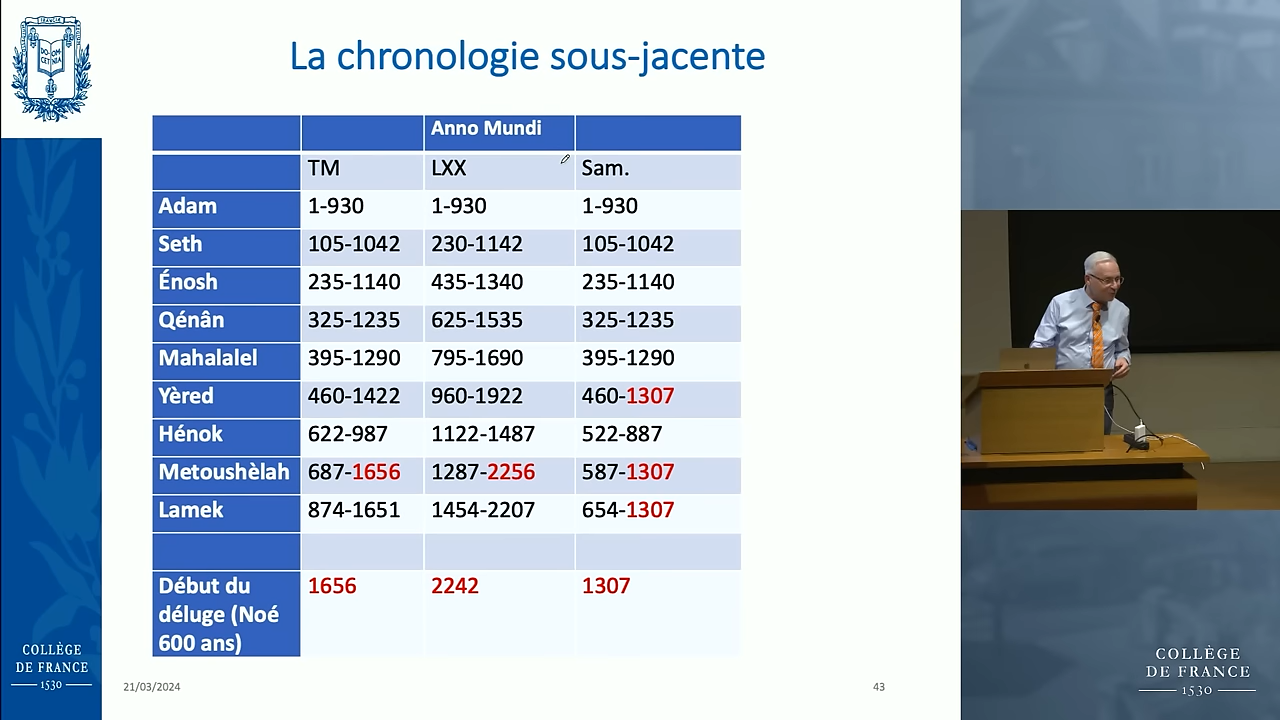 La chronologie sous-jacente
Anno Mundi
TM LXX Sam.
Adam 1-930 1-930 1-930
Seth 105-1042 230-1142 105-1042
Énosh 235-1140 435-1340 235-1140
Qénân 325-1235 625-1535 325-1235
Mahalalel 395-1290 795-1690 395-1290
Yèred 460-1422 960-1922 460-1307
Hénok 622-987 1122-1487 522-887
Metoushèlah 687-1656 1287-2256 587-1307
Lamek 874-1651 1454-2207 654-1307
Début du 1656 2242 1307
déluge (Noé
600 ans)
21/03/2024 43
COLLÈGE
DE FRANCE
1530
COLLÈGE
DE FRANCE
1530